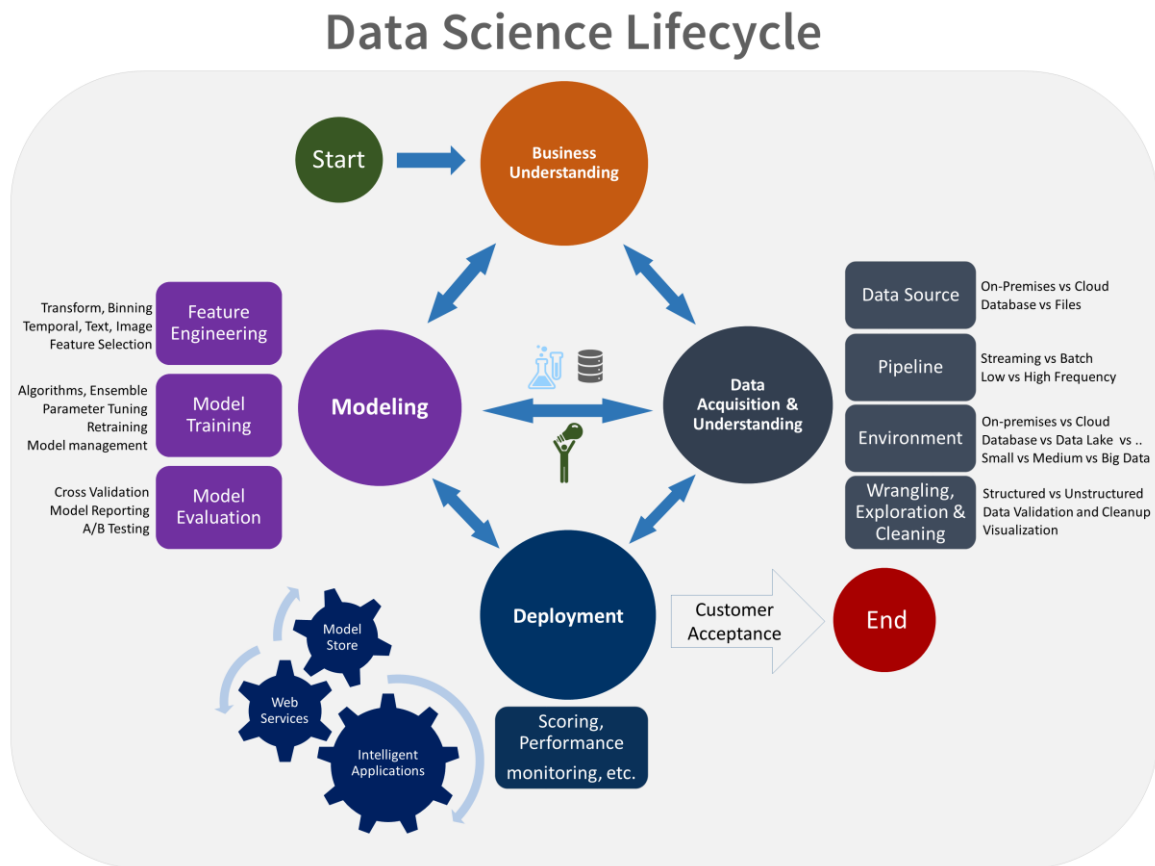 Data Science Lifecycle
Start
Business
Understanding
Transform, Binning
Temporal, Text, Image
Feature Selection
Feature
Engineering
Algorithms, Ensemble
Parameter Tuning
Retraining
Model management
Model
Training
Cross Validation
Model Reporting
A/B Testing
Model
Evaluation
Modeling
Data
Acquisition &
Understanding
Data Source
On-Premises vs Cloud
Database vs Files
Pipeline
Streaming vs Batch
Low vs High Frequency
Environment
On-premises vs Cloud
Database vs Data Lake vs ..
Small vs Medium vs Big Data
Wrangling,
Exploration &
Cleaning
Structured vs Unstructured
Data Validation and Cleanup
Visualization
Deployment
Customer
Acceptance
End
Model
Store
Web
Services
Intelligent
Applications
Scoring,
Performance
monitoring, etc.